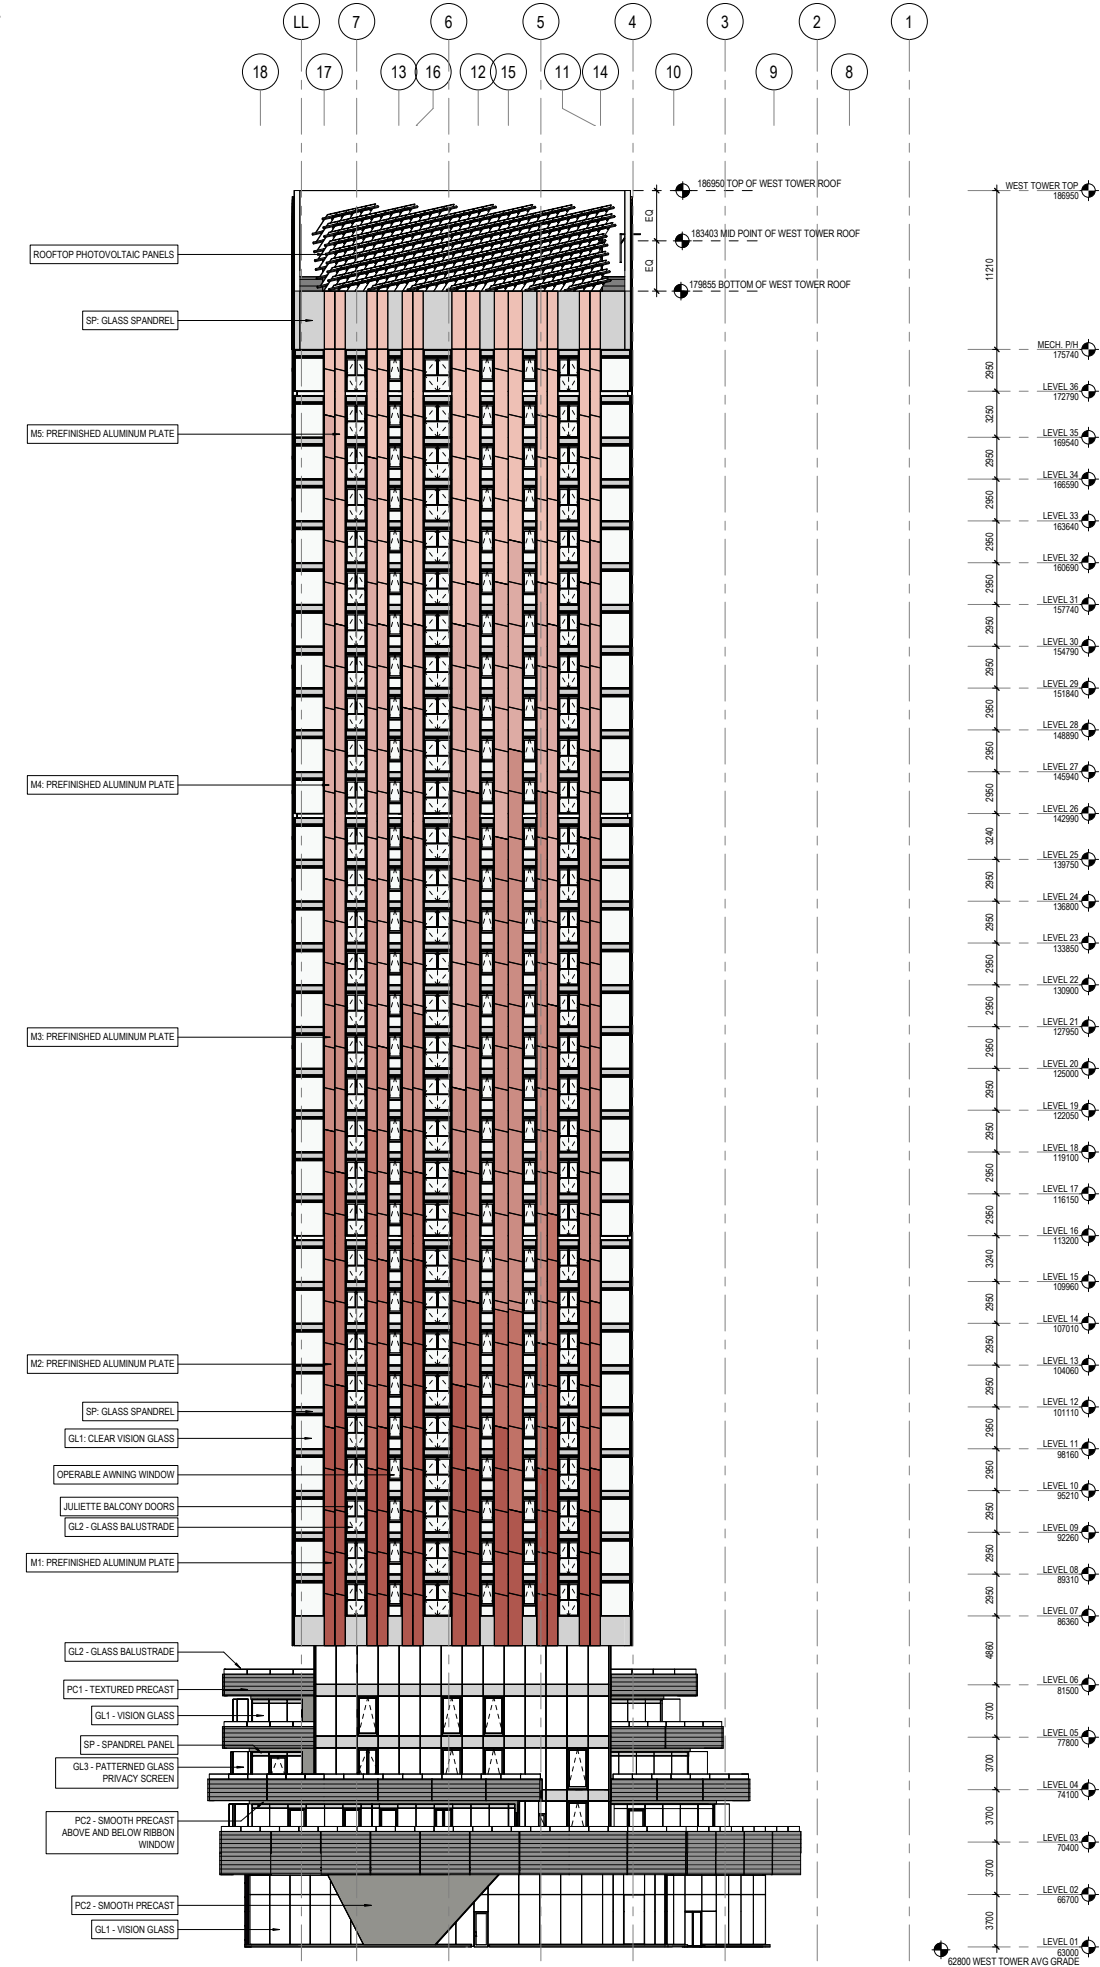 LL
7
6
5
4
3
2
1
18
17
13
16
12
15
11
14
10
9
8
186950 TOP OF WEST TOWER ROOF
EQ
183403 MID POINT OF WEST TOWER ROOF
EQ
179855 BOTTOM OF WEST TOWER ROOF
ROOFTOP PHOTOVOLTAIC PANELS
SP: GLASS SPANDREL
M5: PREFINISHED ALUMINUM PLATE
M4: PREFINISHED ALUMINUM PLATE
M3: PREFINISHED ALUMINUM PLATE
M2: PREFINISHED ALUMINUM PLATE
SP: GLASS SPANDREL
GL1: CLEAR VISION GLASS
OPERABLE AWNING WINDOW
JULIETTE BALCONY DOORS
GL2 - GLASS BALUSTRADE
M1: PREFINISHED ALUMINUM PLATE
GL2 - GLASS BALUSTRADE
PC1 - TEXTURED PRECAST
GL1 - VISION GLASS
SP - SPANDREL PANEL
GL3 - PATTERNED GLASS
PRIVACY SCREEN
PC2 - SMOOTH PRECAST
ABOVE AND BELOW RIBBON
WINDOW
PC2 - SMOOTH PRECAST
GL1 - VISION GLASS
WEST TOWER TOP
186950
11210
MECH. P/H
175740
2950
LEVEL 36
172790
3250
LEVEL 35
169540
2950
LEVEL 34
166590
2950
LEVEL 33
163640
2950
LEVEL 32
160690
2950
LEVEL 31
157740
2950
LEVEL 30
154790
2950
LEVEL 29
151840
2950
LEVEL 28
148890
2950
LEVEL 27
145940
2950
LEVEL 26
142990
3240
LEVEL 25
139750
2950
LEVEL 24
136800
2950
LEVEL 23
133850
2950
LEVEL 22
130900
2950
LEVEL 21
127950
2950
LEVEL 20
125000
2950
LEVEL 19
122050
2950
LEVEL 18
119100
2950
LEVEL 17
116150
2950
LEVEL 16
113200
3240
LEVEL 15
109960
2950
LEVEL 14
107010
2950
LEVEL 13
104060
2950
LEVEL 12
101110
2950
LEVEL 11
98160
2950
LEVEL 10
95210
2950
LEVEL 09
92260
2950
LEVEL 08
89310
2950
LEVEL 07
86360
4860
LEVEL 06
81500
3700
LEVEL 05
77800
3700
LEVEL 04
74100
3700
LEVEL 03
70400
3700
LEVEL 02
66700
3700
LEVEL 01
63000
62800 WEST TOWER AVG GRADE